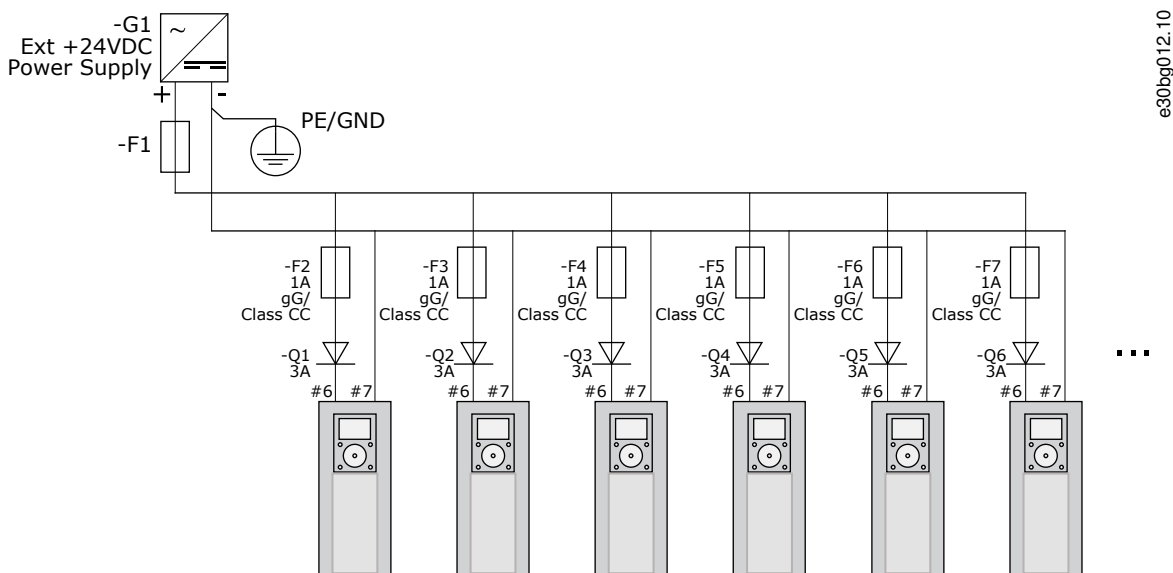 -G1
Ext +24VDC
Power Supply
+
-
PE/GND
-F1
-F2
1A
gG/
Class CC
-F3
1A
gG/
Class CC
-F4
1A
gG/
Class CC
-F5
1A
gG/
Class CC
-F6
1A
gG/
Class CC
-F7
1A
gG/
Class CC
-Q1
3A
-Q2
3A
-Q3
3A
-Q4
3A
-Q5
3A
-Q6
3A
...
#6 #7
#6 #7
#6 #7
#6 #7
#6 #7
#6 #7
e30bg012.10